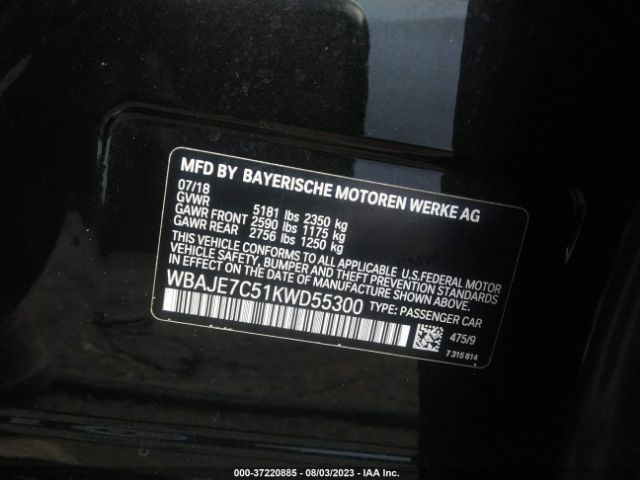 MFD BY BAYERISCHE MOTOREN WERKE AG
07/18
GVWR 5181 lbs 2350 kg
GAWR FRONT 2590 lbs 1175 kg
GAWR REAR 2756 lbs 1250 kg
THIS VEHICLE CONFORMS TO ALL APPLICABLE U.S.FEDERAL MOTOR
VEHICLE SAFETY, BUMPER, AND THEFT PREVENTION STANDARDS
IN EFFECT ON THE DATE OF MANUFACTURE SHOWN ABOVE.
WBAJE7C51KWD55300 TYPE: PASSENGER CAR
475/9
7 315 814
000-37220885 - 08/03/2023 - IAA Inc.